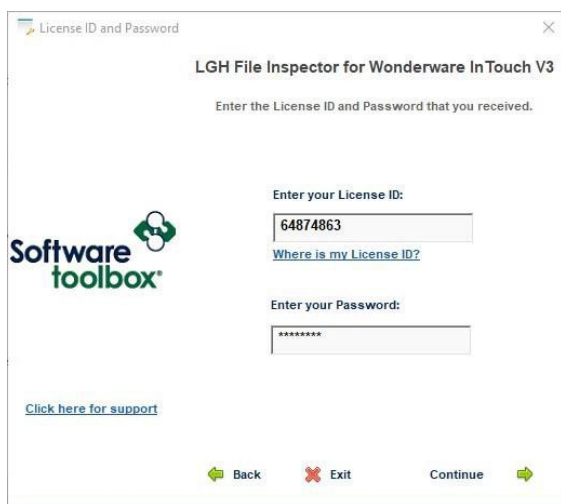 License ID and Password
LGH File Inspector for Wonderware InTouch V3
Enter the License ID and Password that you received.
Enter your License ID:
64874863
Where is my License ID?
Software
toolbox®
Enter your Password:
********
Click here for support
Back Exit Continue